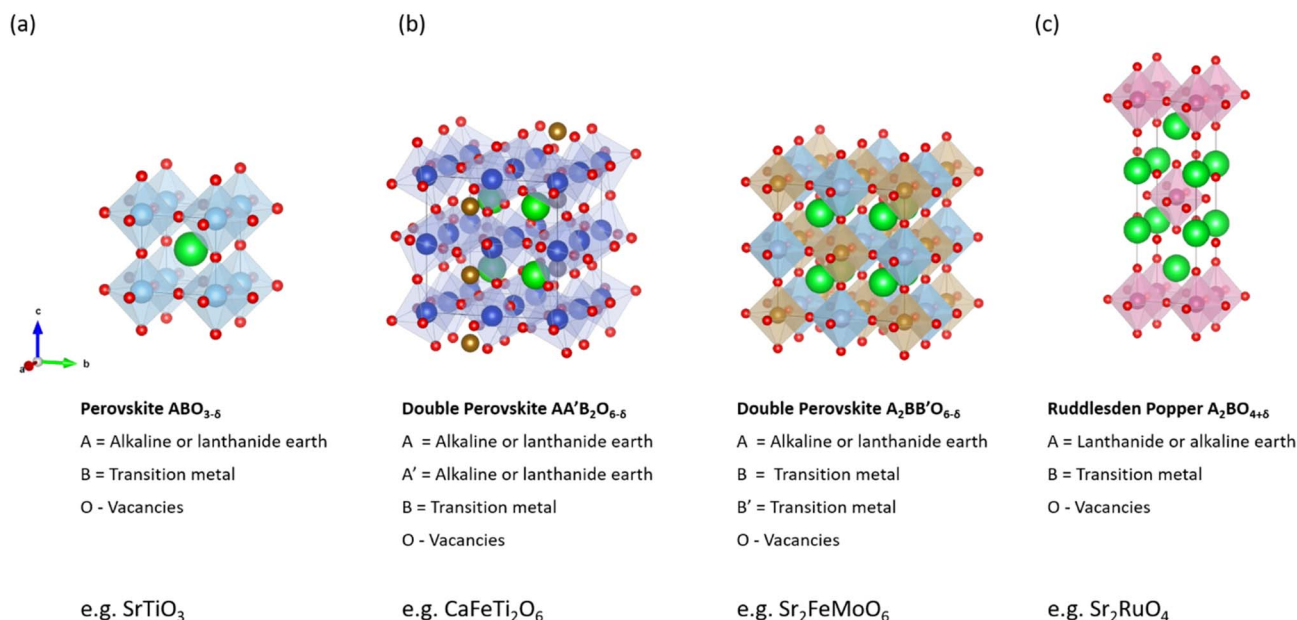 (a)
(b)
(c)
c
b
a
Perovskite ABO₃₋δ
A = Alkaline or lanthanide earth
B = Transition metal
O - Vacancies
e.g. SrTiO₃
Double Perovskite AA’B₂O₆₋δ
A = Alkaline or lanthanide earth
A’ = Alkaline or lanthanide earth
B = Transition metal
O - Vacancies
e.g. CaFeTi₂O₆
Double Perovskite A₂BB’O₆₋δ
A = Alkaline or lanthanide earth
B = Transition metal
B’ = Transition metal
O - Vacancies
e.g. Sr₂FeMoO₆
Ruddlesden Popper A₂BO₄₊δ
A = Lanthanide or alkaline earth
B = Transition metal
O - Vacancies
e.g. Sr₂RuO₄